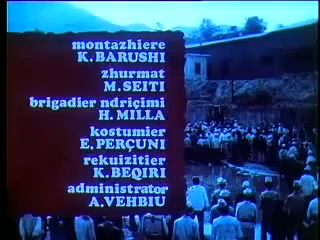 montazhiere
K.BARUSHI
zhurmat
M.SEITI
brigadier ndriçimi
H.MILLA
kostumier
E.PERÇUNI
rekuizitier
K.BEQIRI
administrator
A.VEHBIU